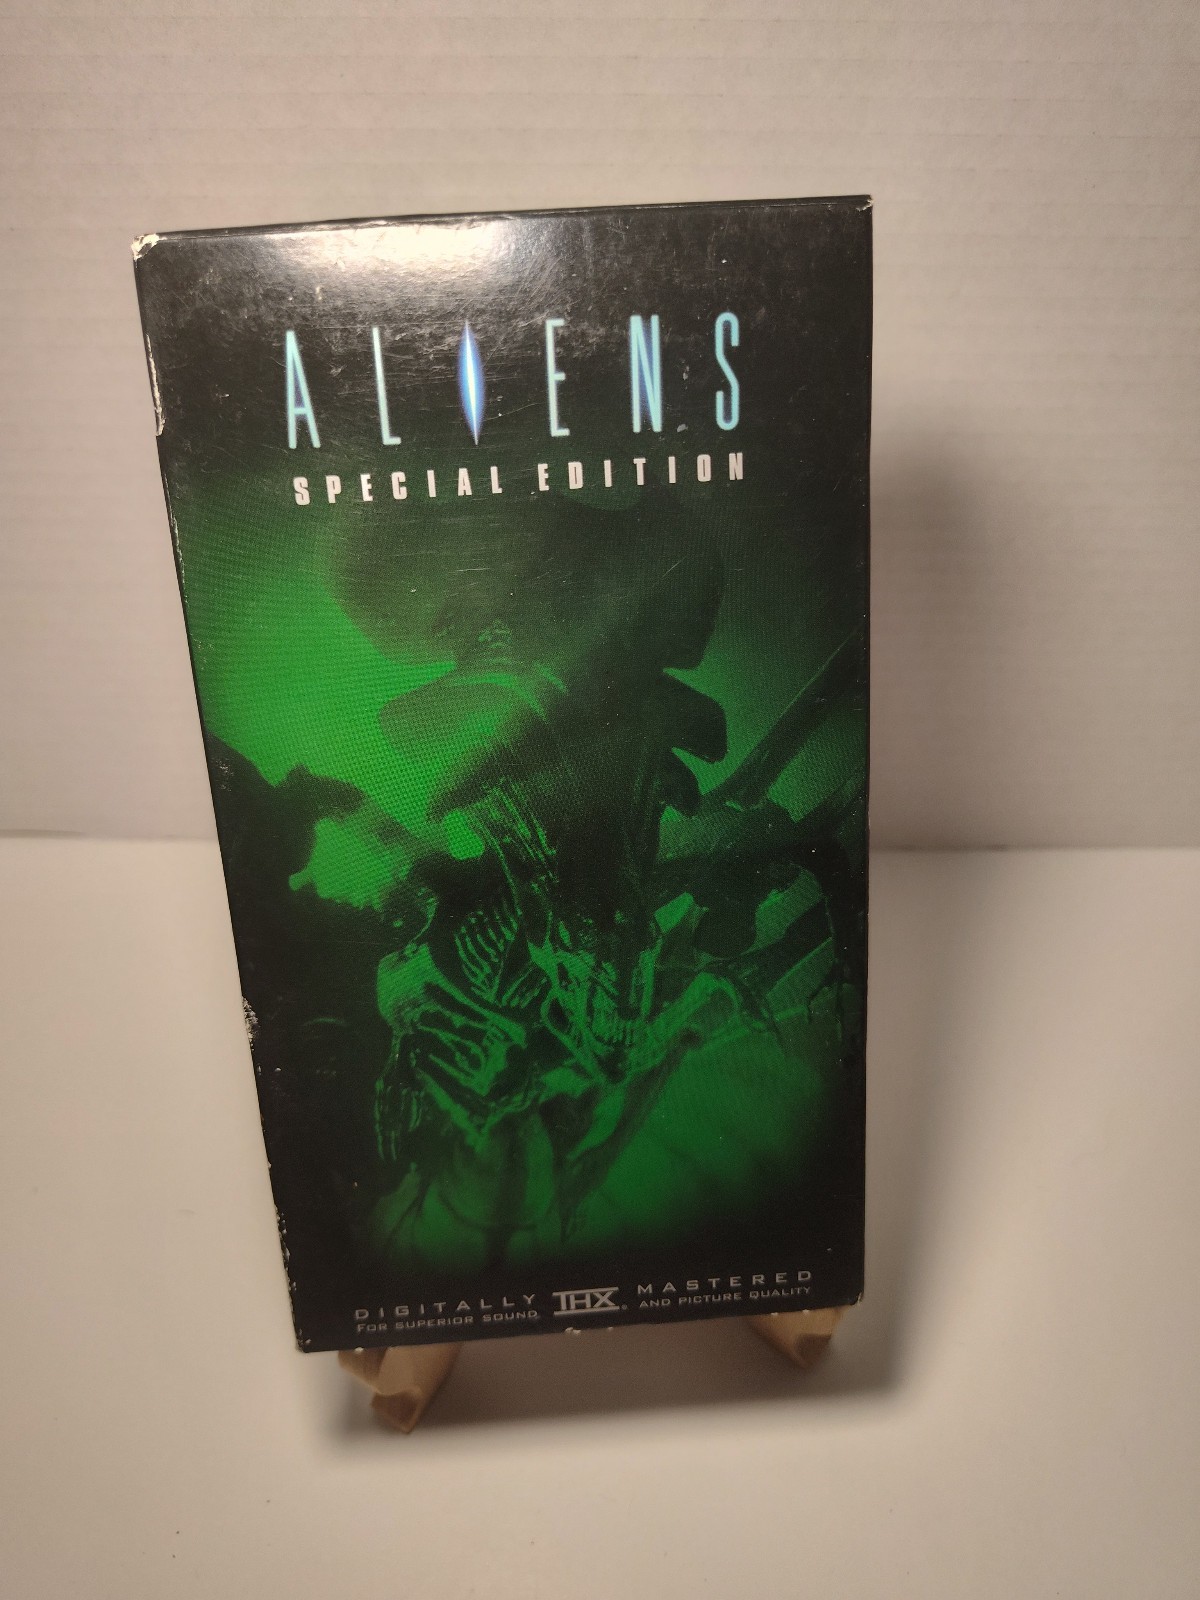 ALIENS
SPECIAL EDITION
DIGITALLY THX MASTERED
FOR SUPERIOR SOUND AND PICTURE QUALITY